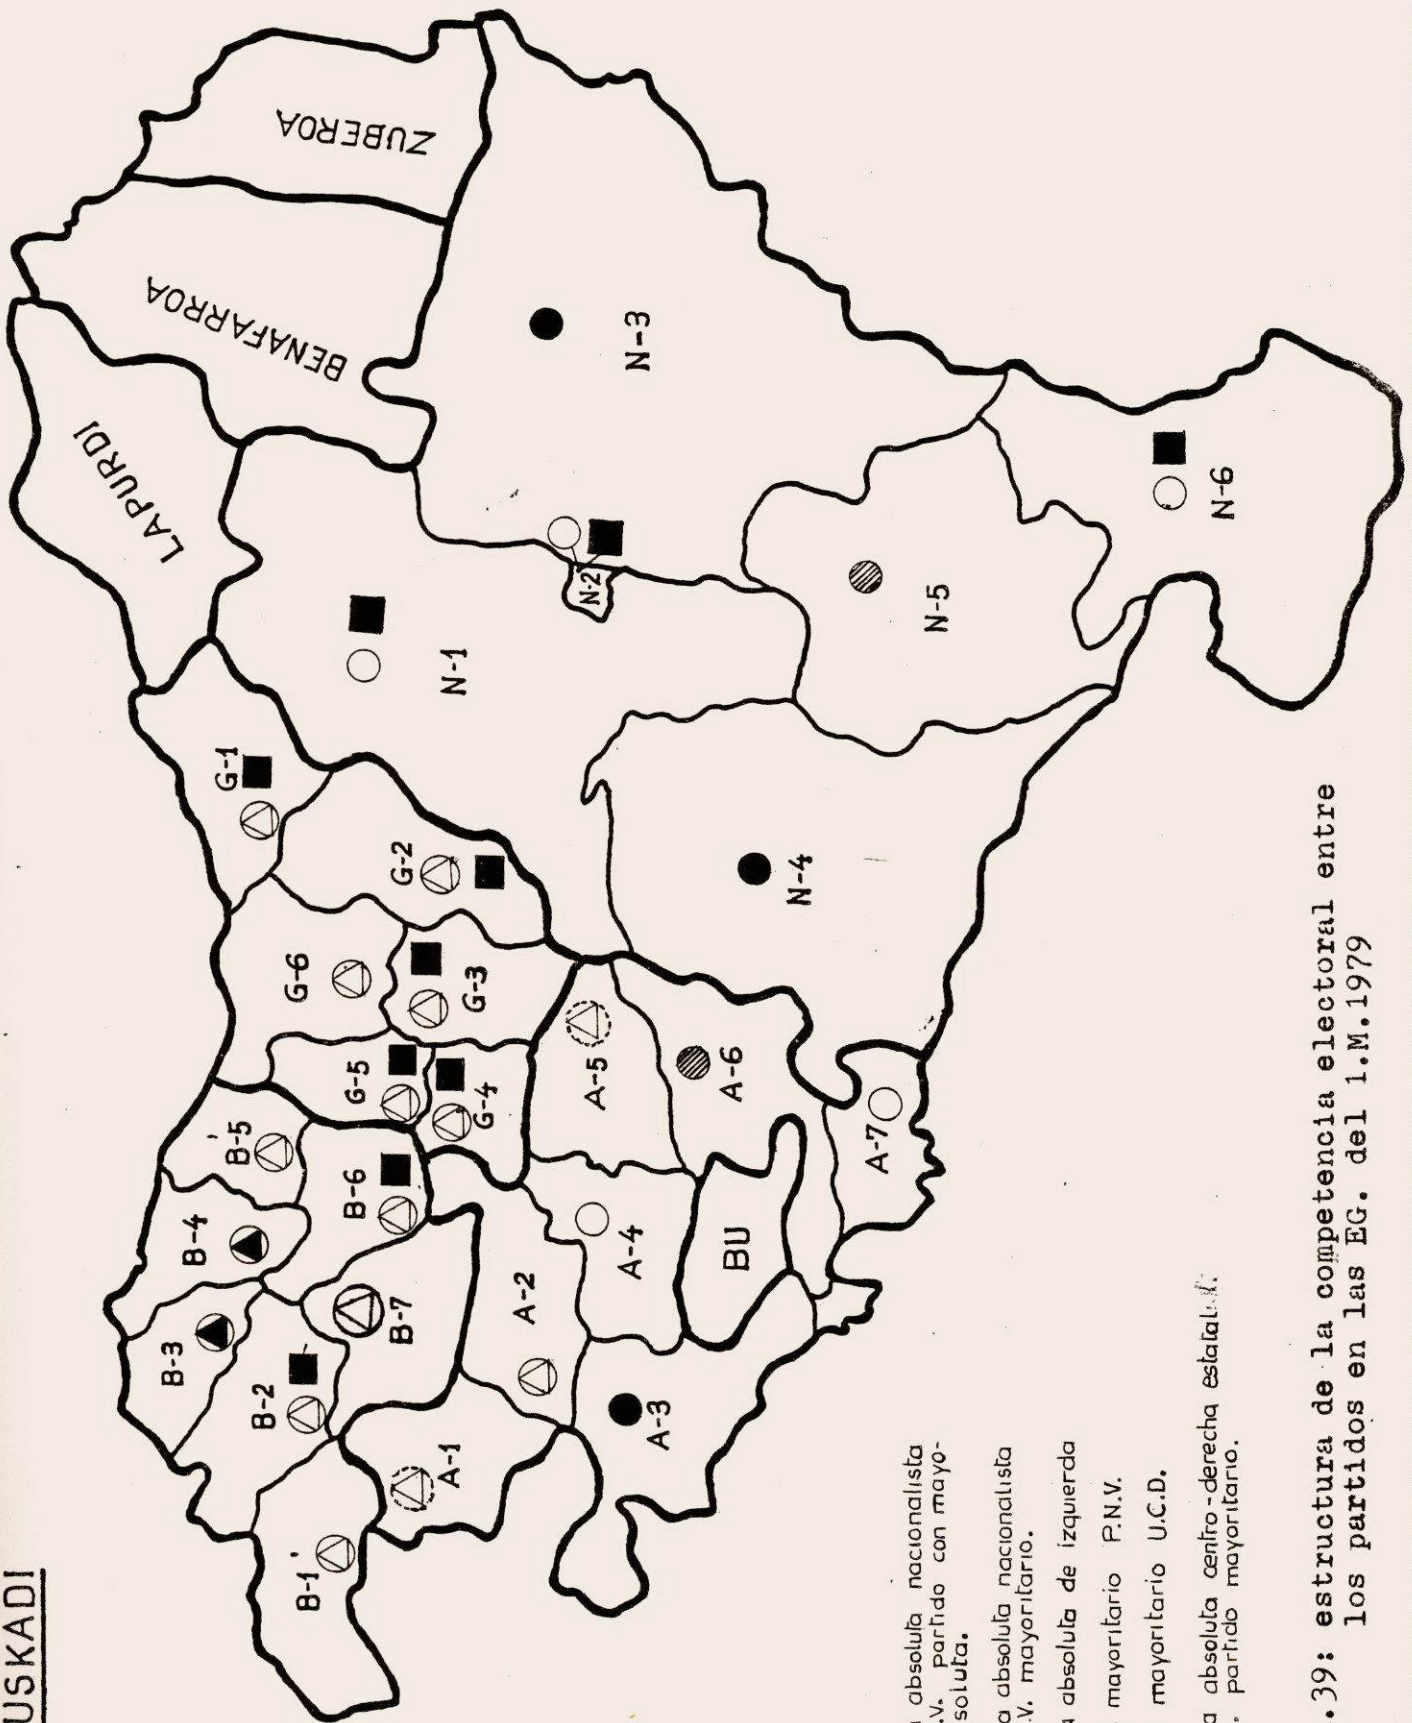 USKADI
LAPURDI
BENAFARROA
ZUBEROA
B-1
B-2
B-3
B-4
B-5
B-6
B-7
G-1
G-2
G-3
G-4
G-5
G-6
A-1
A-2
A-3
A-4
A-5
A-6
A-7
BU
N-1
N-2
N-3
N-4
N-5
N-6
absoluta nacionalista
.V. partido con mayo-
soluta.
a absoluta nacionalista
.V. mayoritario.
a absoluta de izquierda
mayoritario P.N.V.
mayoritario U.C.D.
a absoluta centro-derecha
. partido mayoritario.
.39: estructura de la competencia electoral entre
los partidos en las EG. del 1.M.1979